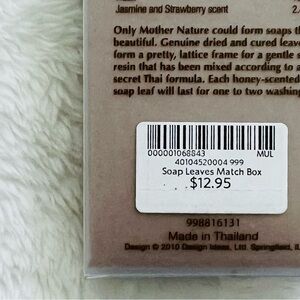 Jasmine and Strawberry scent
2.
Only Mother Nature could form soaps th
beautiful. Genuine dried and cured leave
form a pretty, lattice frame for a gentle s
resin that has been mixed according to a
secret Thai formula. Each honey-scented
soap leaf will last for one to two washing
000001068843 MUL
40104520004 999
Soap Leaves Match Box
$12.95
998816131
Made in Thailand
Design © 2010 Design Ideas, Ltd. Springfield, IL